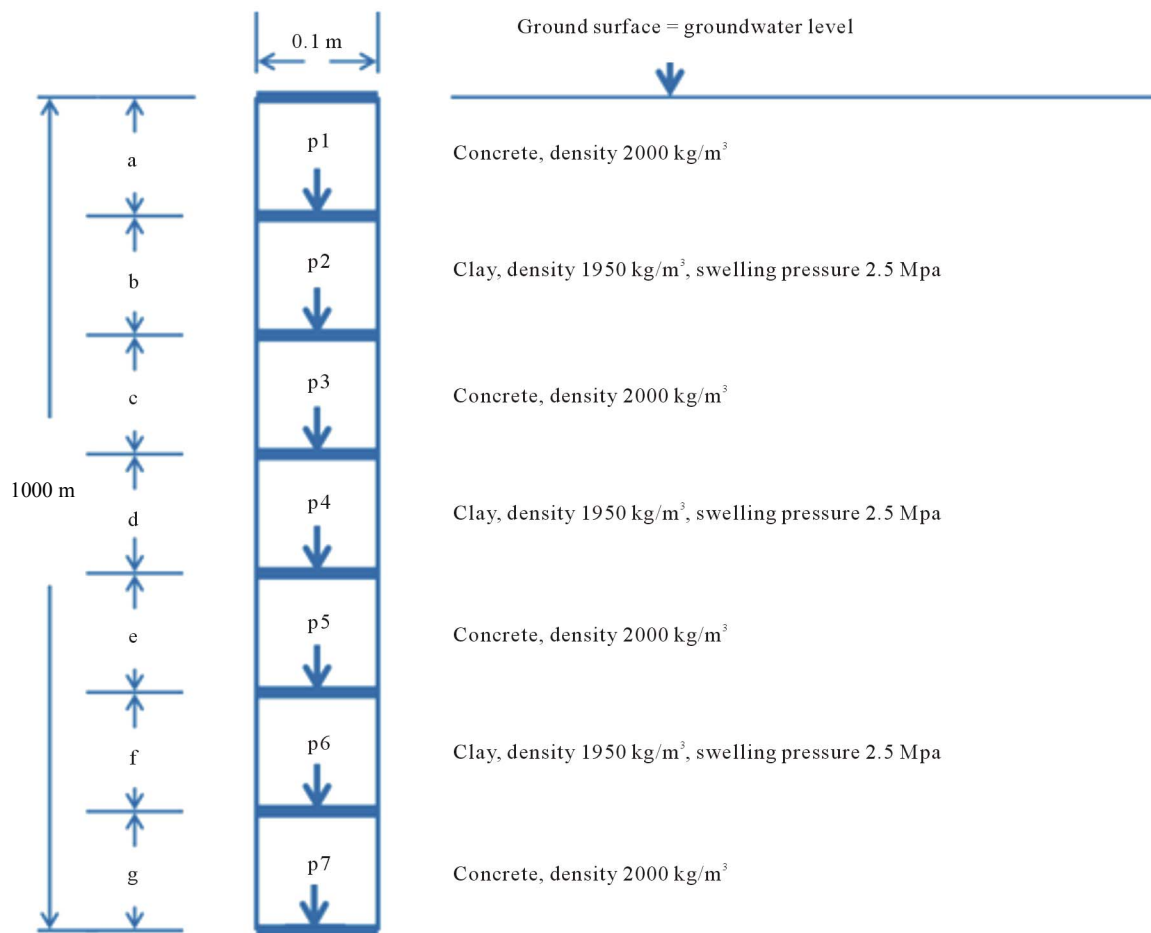 Ground surface = groundwater level
0.1 m
p1
Concrete, density 2000 kg/m³
a
p2
Clay, density 1950 kg/m³, swelling pressure 2.5 Mpa
b
p3
Concrete, density 2000 kg/m³
c
1000 m
p4
Clay, density 1950 kg/m³, swelling pressure 2.5 Mpa
d
p5
Concrete, density 2000 kg/m³
e
p6
Clay, density 1950 kg/m³, swelling pressure 2.5 Mpa
f
p7
Concrete, density 2000 kg/m³
g